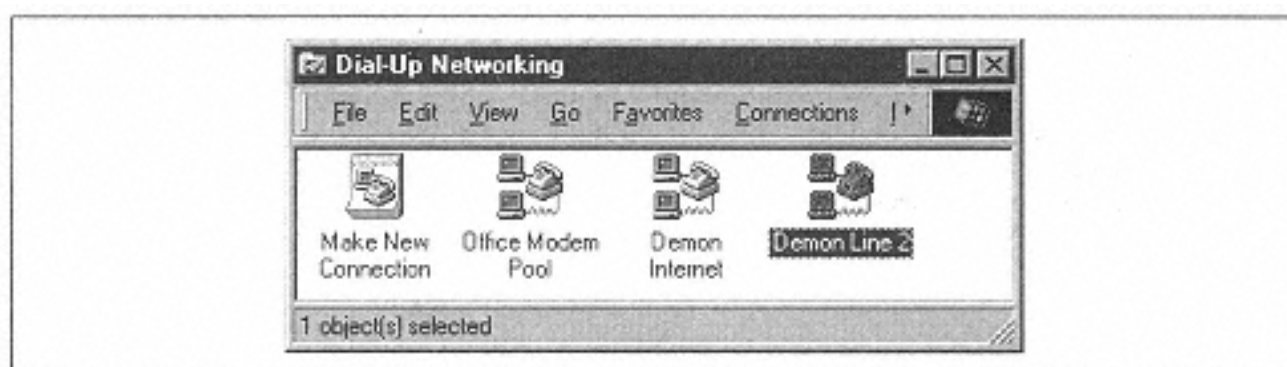 Dial-Up Networking
File Edit View Go Favorites Connections
Make New Connection
Office Modem Pool
Demon Internet
Demon Line 2
1 object(s) selected